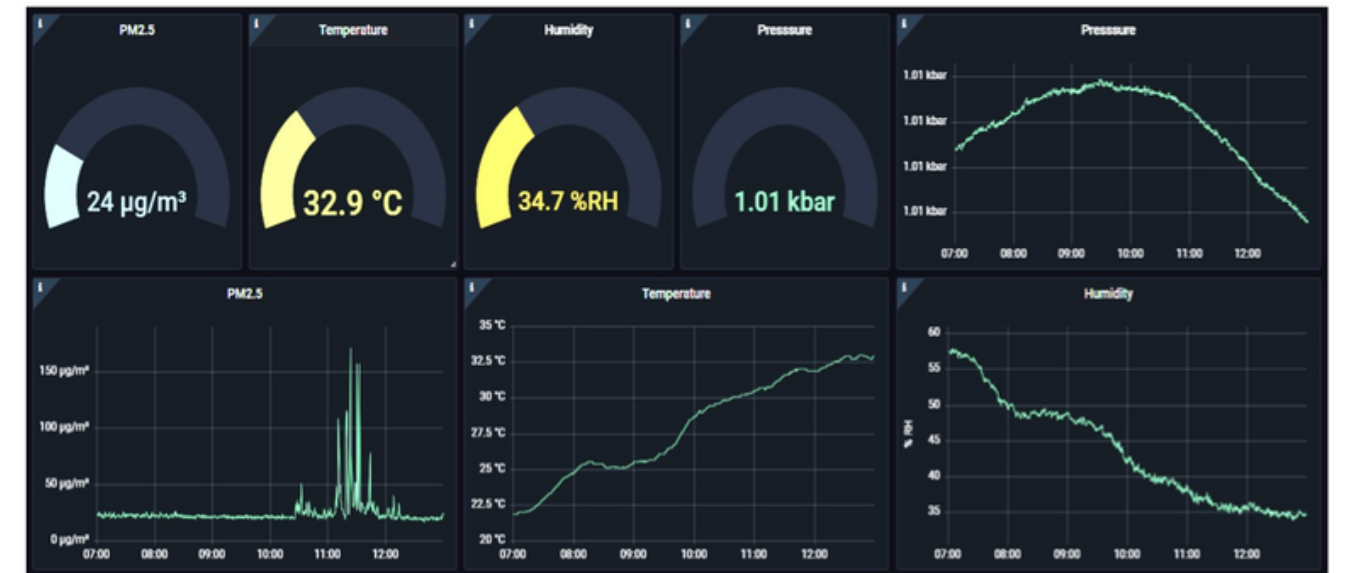 i
PM2.5
24 µg/m³
i
Temperature
32.9 °C
i
Humidity
34.7 %RH
i
Presssure
1.01 kbar
i
Presssure
1.01 kbar
1.01 kbar
1.01 kbar
1.01 kbar
07:00 08:00 09:00 10:00 11:00 12:00
i
PM2.5
150 µg/m³
100 µg/m³
50 µg/m³
0 µg/m³
07:00 08:00 09:00 10:00 11:00 12:00
i
Temperature
35 °C
32.5 °C
30 °C
27.5 °C
25 °C
22.5 °C
20 °C
07:00 08:00 09:00 10:00 11:00 12:00
i
Humidity
% RH
60
55
50
45
40
35
07:00 08:00 09:00 10:00 11:00 12:00